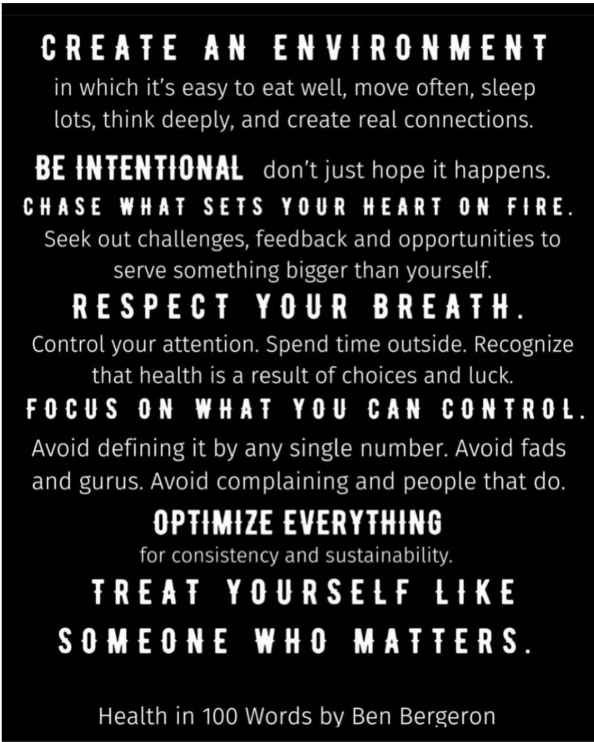 CREATE AN ENVIRONMENT
in which it's easy to eat well, move often, sleep
lots, think deeply, and create real connections.
BE INTENTIONAL don't just hope it happens.
CHASE WHAT SETS YOUR HEART ON FIRE.
Seek out challenges, feedback and opportunities to
serve something bigger than yourself.
RESPECT YOUR BREATH.
Control your attention. Spend time outside. Recognize
that health is a result of choices and luck.
FOCUS ON WHAT YOU CAN CONTROL.
Avoid defining it by any single number. Avoid fads
and gurus. Avoid complaining and people that do.
OPTIMIZE EVERYTHING
for consistency and sustainability.
TREAT YOURSELF LIKE
SOMEONE WHO MATTERS.
Health in 100 Words by Ben Bergeron